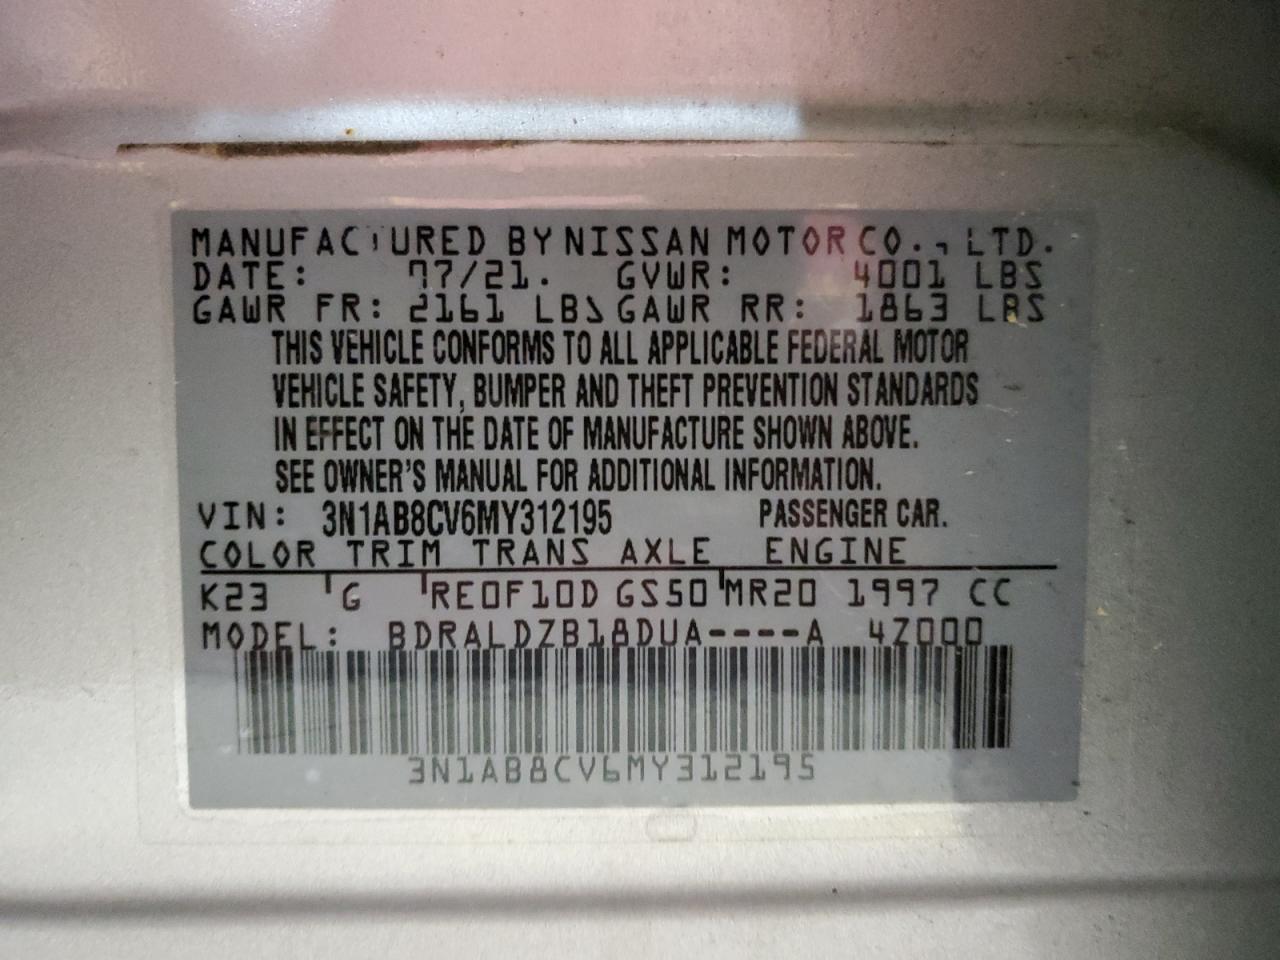 MANUFACTURED BY NISSAN MOTOR CO., LTD.
DATE: 07/21. GVWR: 4001 LBS
GAWR FR: 2161 LBS GAWR RR: 1863 LBS
THIS VEHICLE CONFORMS TO ALL APPLICABLE FEDERAL MOTOR
VEHICLE SAFETY, BUMPER AND THEFT PREVENTION STANDARDS
IN EFFECT ON THE DATE OF MANUFACTURE SHOWN ABOVE.
SEE OWNER'S MANUAL FOR ADDITIONAL INFORMATION.
VIN: 3N1AB8CV6MY312195 PASSENGER CAR.
COLOR TRIM TRANS AXLE ENGINE
K23 G RE0F10D GS50 MR20 1997 CC
MODEL: BDRALDZB18DUA----A 4Z000
3N1AB8CV6MY312195